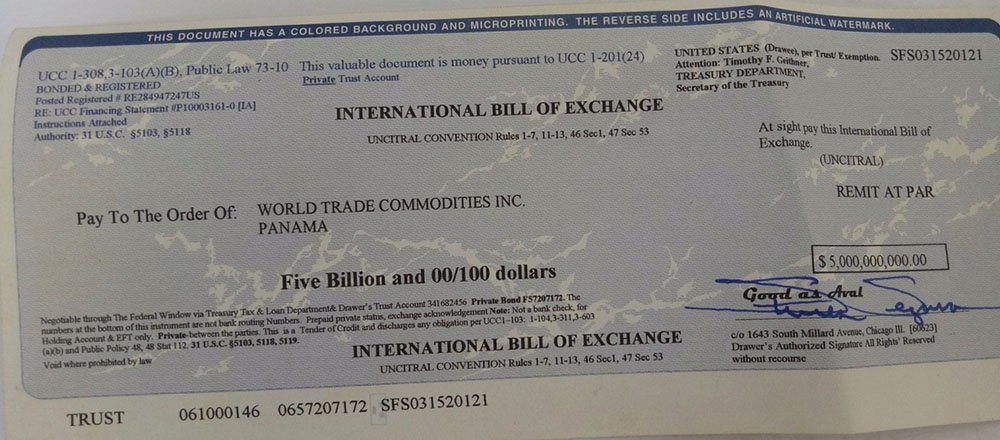 THIS DOCUMENT HAS A COLORED BACKGROUND AND MICROPRINTING. THE REVERSE SIDE INCLUDES AN ARTIFICIAL WATERMARK.
UCC 1-308,3-103(A)(B), Public Law 73-10
BONDED & REGISTERED
Posted Registered # RE284947247US
RE: UCC Financing Statement #P10003161-0 [IA]
Instructions Attached
Authority: 31 U.S.C. §5103, §5118
This valuable document is money pursuant to UCC 1-201(24)
Private Trust Account
UNITED STATES (Drawee), per Trust/ Exemption. SFS031520121
Attention: Timothy F. Geithner,
TREASURY DEPARTMENT,
Secretary of the Treasury
INTERNATIONAL BILL OF EXCHANGE
UNCITRAL CONVENTION Rules 1-7, 11-13, 46 Sec1, 47 Sec 53
At sight pay this International Bill of
Exchange.
(UNCITRAL)
REMIT AT PAR
Pay To The Order Of: WORLD TRADE COMMODITIES INC.
PANAMA
$ 5,000,000,000.00
Five Billion and 00/100 dollars
Good as Aval
Negotiable through The Federal Window via Treasury Tax & Loan Department& Drawer's Trust Account 341682456 Private Bond F57207172. The
numbers at the bottom of this instrument are not bank routing Numbers. Prepaid private status, exchange acknowledgement Note: Not a bank check, for
Holding Account & EFT only. Private between the parties. This is a Tender of Credit and discharges any obligation per UCC1-103: 1-104,3-311,3-603
(a)(b) and Public Policy 48, 48 Stat 112, 31 U.S.C. §5103, 5118, 5119.
Void where prohibited by law
INTERNATIONAL BILL OF EXCHANGE
UNCITRAL CONVENTION Rules 1-7, 11-13, 46 Sec1, 47 Sec 53
c/o 1643 South Millard Avenue, Chicago Ill. [60623]
Drawer's Authorized Signature All Rights' Reserved
without recourse
TRUST 061000146 0657207172 SFS031520121